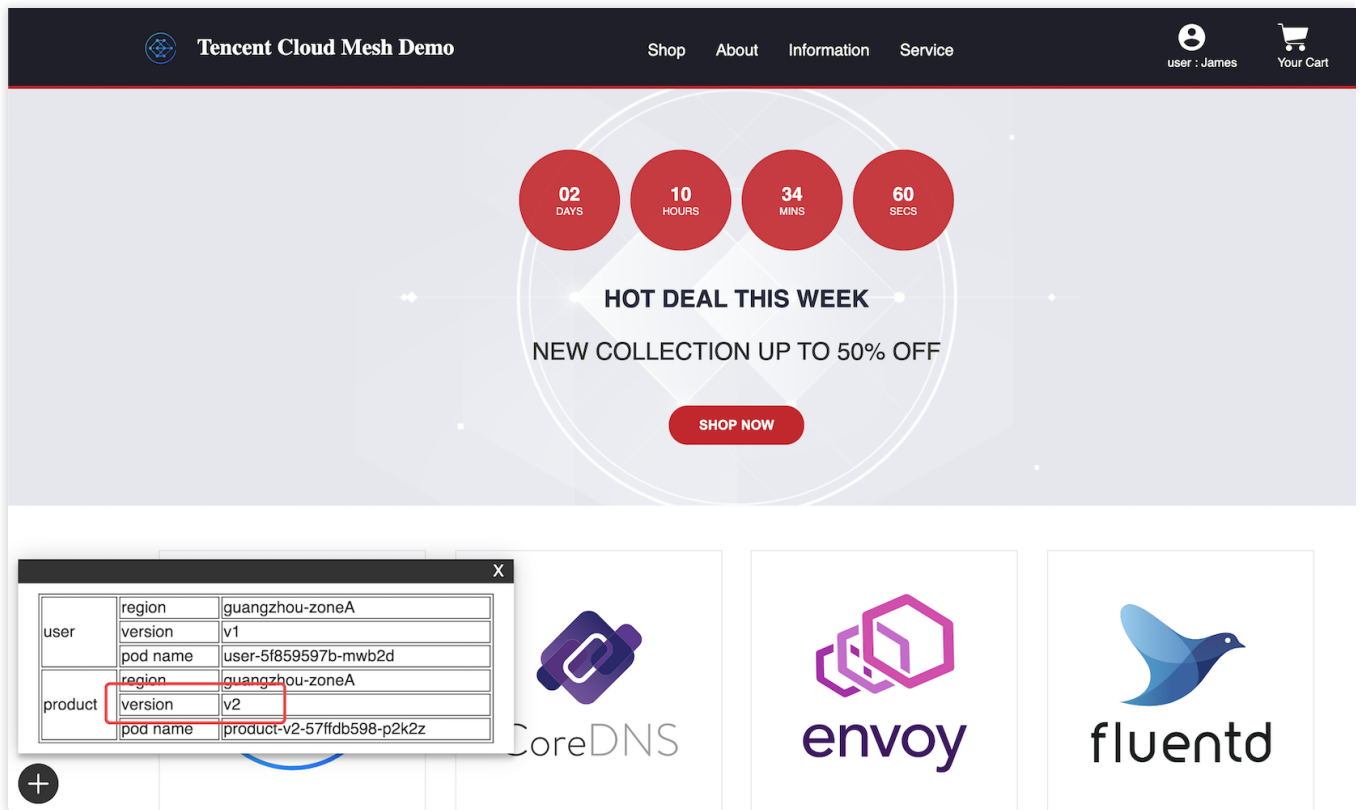 Tencent Cloud Mesh Demo
Shop About Information Service
user : James
Your Cart
02 10 34 60
DAYS HOURS MINS SECS
HOT DEAL THIS WEEK
NEW COLLECTION UP TO 50% OFF
SHOP NOW
X
user
region guangzhou-zoneA
version v1
pod name user-5f859597b-mwb2d
product
region guangzhou-zoneA
version v2
pod name product-v2-57ffdb598-p2k2z
CoreDNS
envoy
fluentd